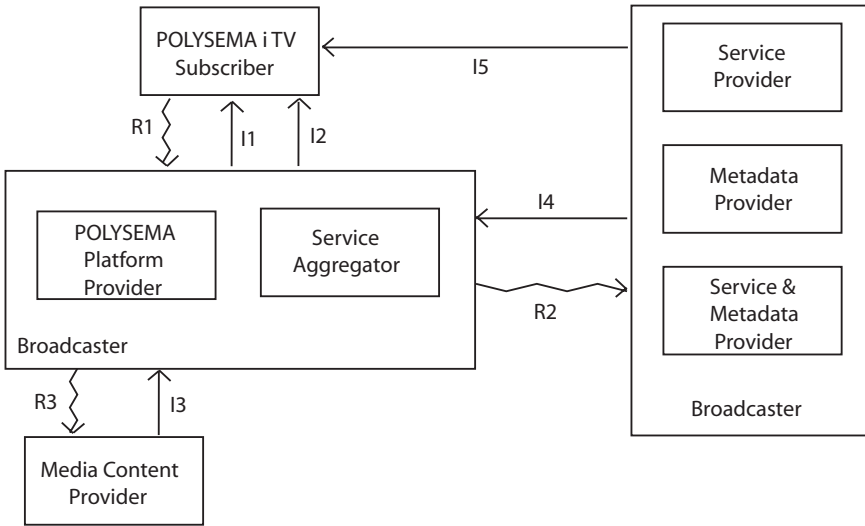 POLYSEMA i TV
Subscriber
I5
Service
Provider
R1
I1
I2
Metadata
Provider
I4
POLYSEMA
Platform
Provider
Service
Aggregator
R2
Service &
Metadata
Provider
Broadcaster
Broadcaster
R3
I3
Media Content
Provider